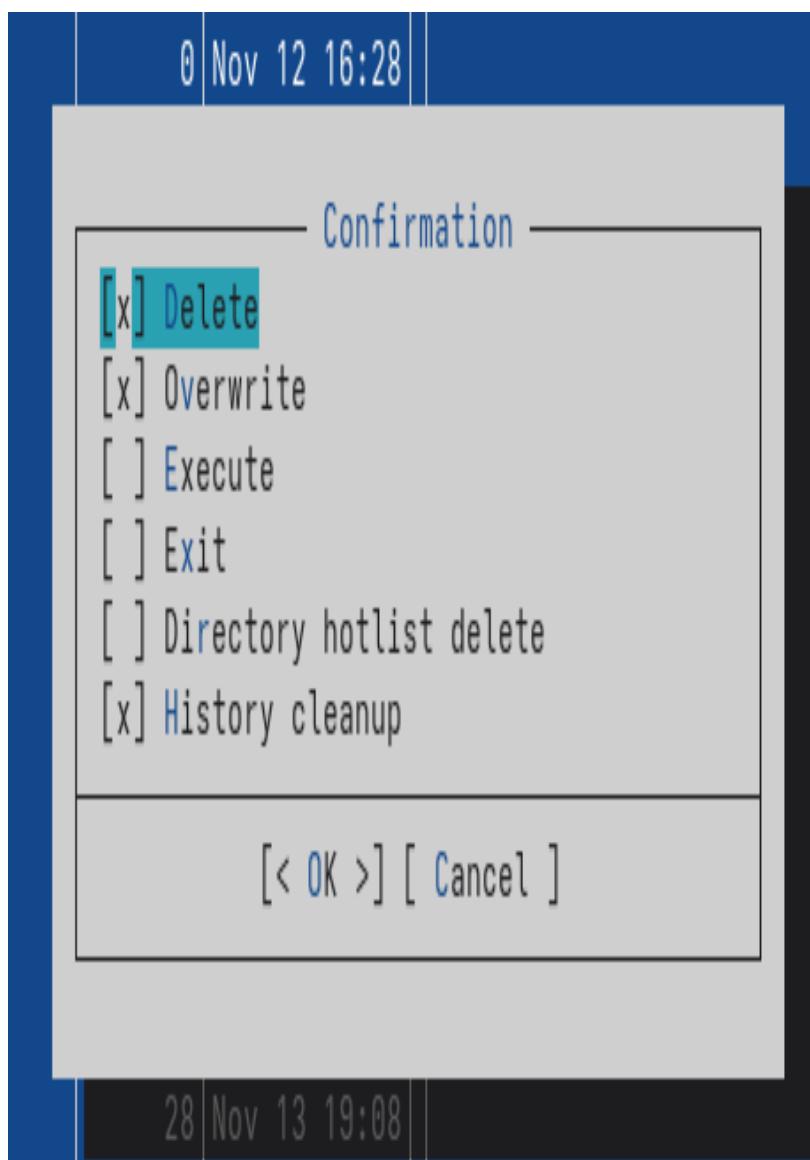 0 Nov 12 16:28
Confirmation
[x] Delete
[x] Overwrite
[ ] Execute
[ ] Exit
[ ] Directory hotlist delete
[x] History cleanup
[< OK >] [ Cancel ]
28 Nov 13 19:08